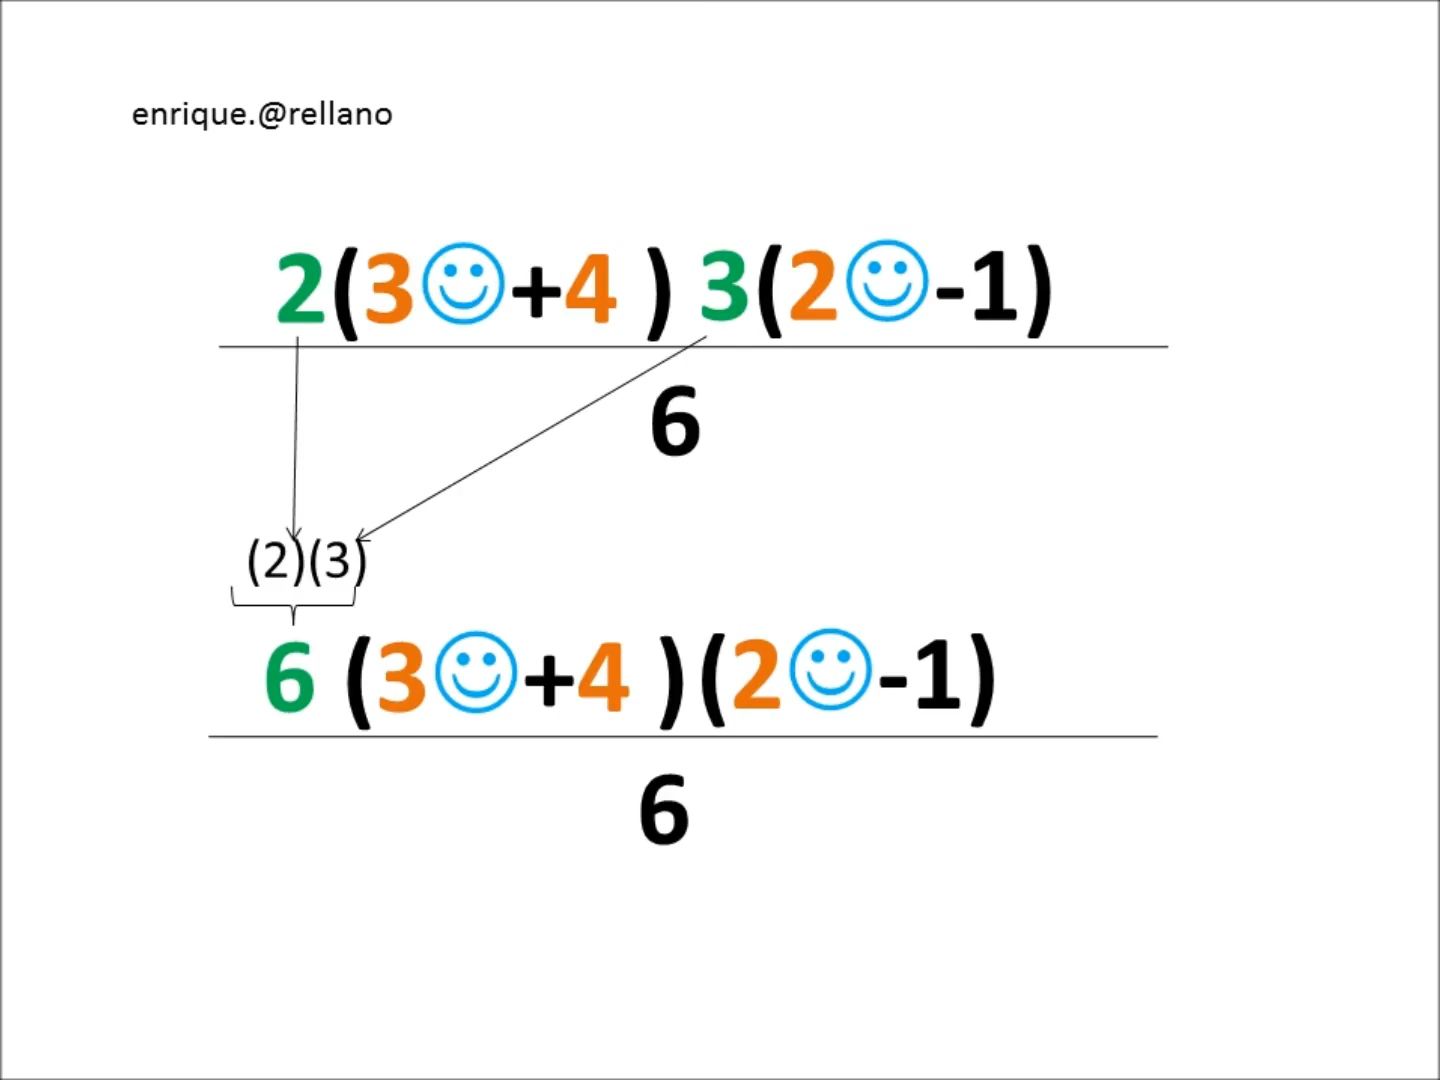 enrique.@rellano
2(3☺+4 ) 3(2☺-1)
6
(2)(3)
6 (3☺+4 )(2☺-1)
6